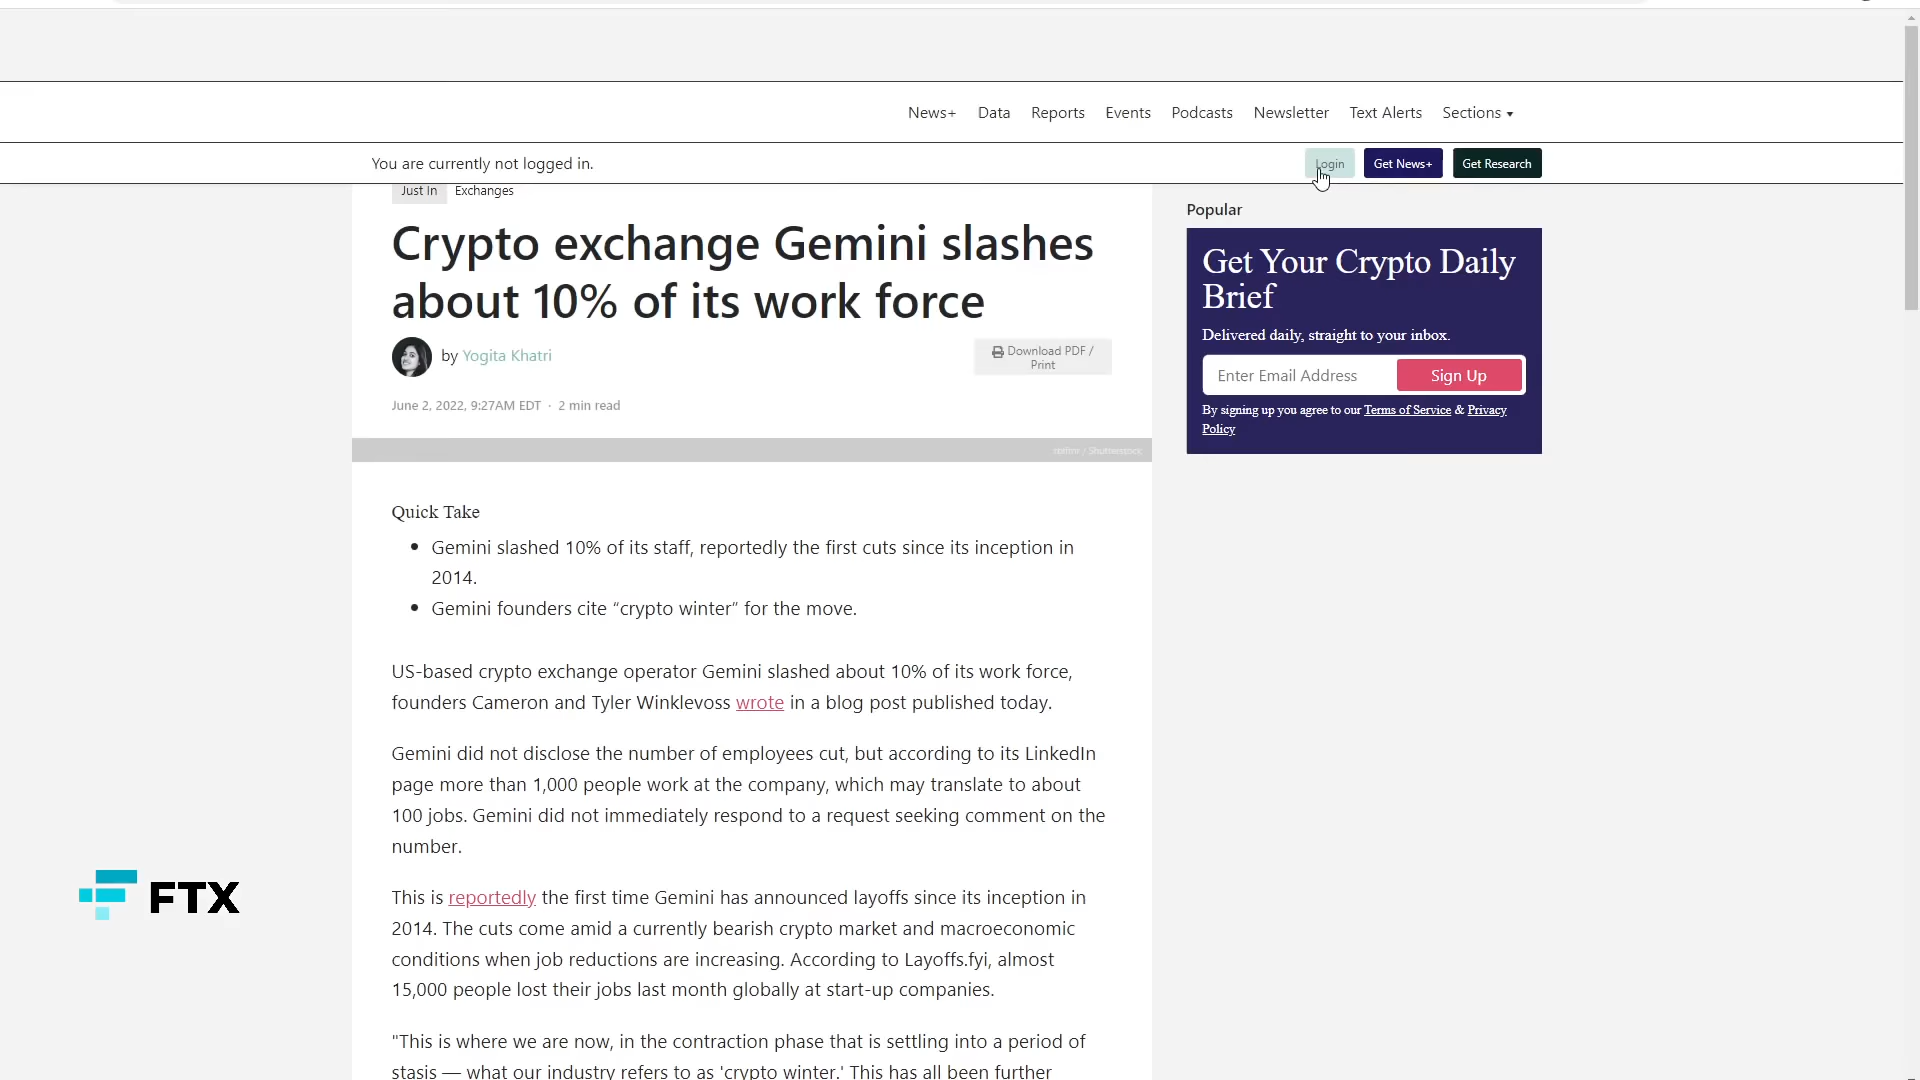 News+ Data Reports Events Podcasts Newsletter Text Alerts Sections
You are currently not logged in.
Login Get News+ Get Research
Just In Exchanges
Crypto exchange Gemini slashes
about 10% of its work force
by Yogita Khatri
Download PDF /
Print
June 2, 2022, 9:27AM EDT · 2 min read
Popular
Get Your Crypto Daily
Brief
Delivered daily, straight to your inbox.
Enter Email Address Sign Up
By signing up you agree to our Terms of Service & Privacy
Policy
/ Shutterstock
Quick Take
• Gemini slashed 10% of its staff, reportedly the first cuts since its inception in
2014.
• Gemini founders cite “crypto winter” for the move.
US-based crypto exchange operator Gemini slashed about 10% of its work force,
founders Cameron and Tyler Winklevoss wrote in a blog post published today.
Gemini did not disclose the number of employees cut, but according to its LinkedIn
page more than 1,000 people work at the company, which may translate to about
100 jobs. Gemini did not immediately respond to a request seeking comment on the
number.
This is reportedly the first time Gemini has announced layoffs since its inception in
2014. The cuts come amid a currently bearish crypto market and macroeconomic
conditions when job reductions are increasing. According to Layoffs.fyi, almost
15,000 people lost their jobs last month globally at start-up companies.
"This is where we are now, in the contraction phase that is settling into a period of
stasis — what our industry refers to as 'crypto winter.' This has all been further
FTX